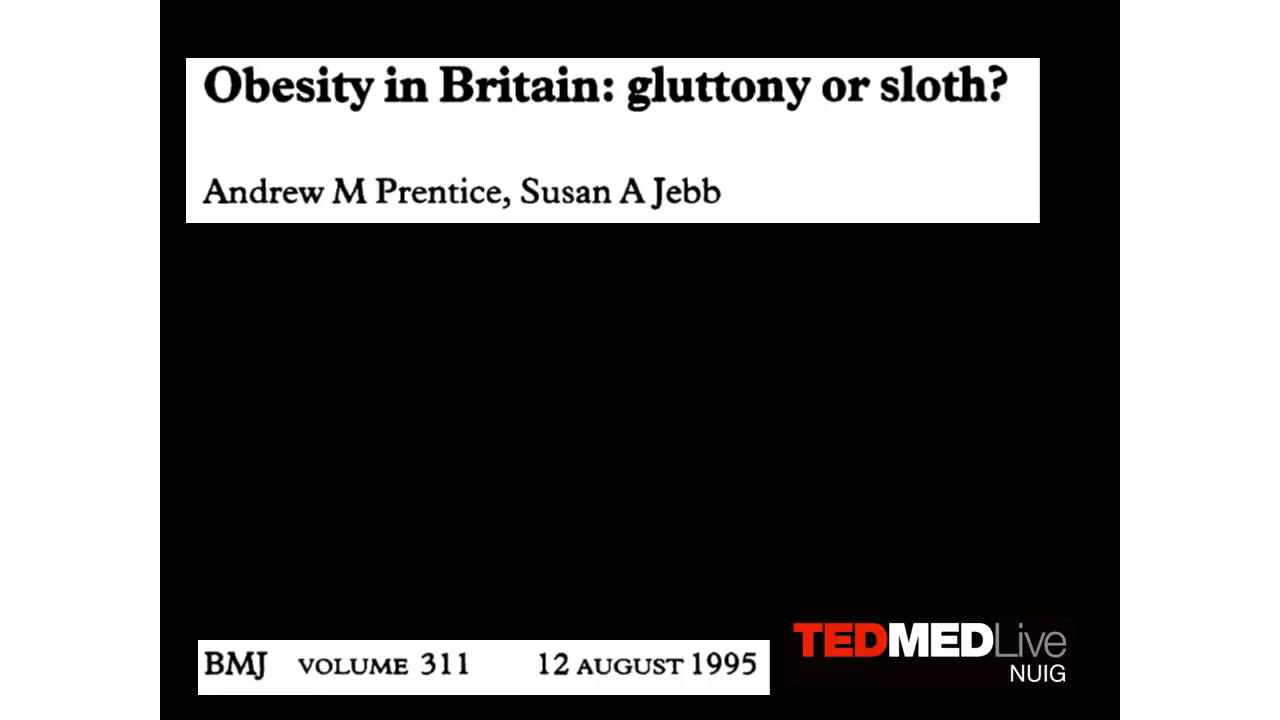 Obesity in Britain: gluttony or sloth?
Andrew M Prentice, Susan A Jebb
BMJ VOLUME 311 12 AUGUST 1995
TEDMEDLive
NUIG